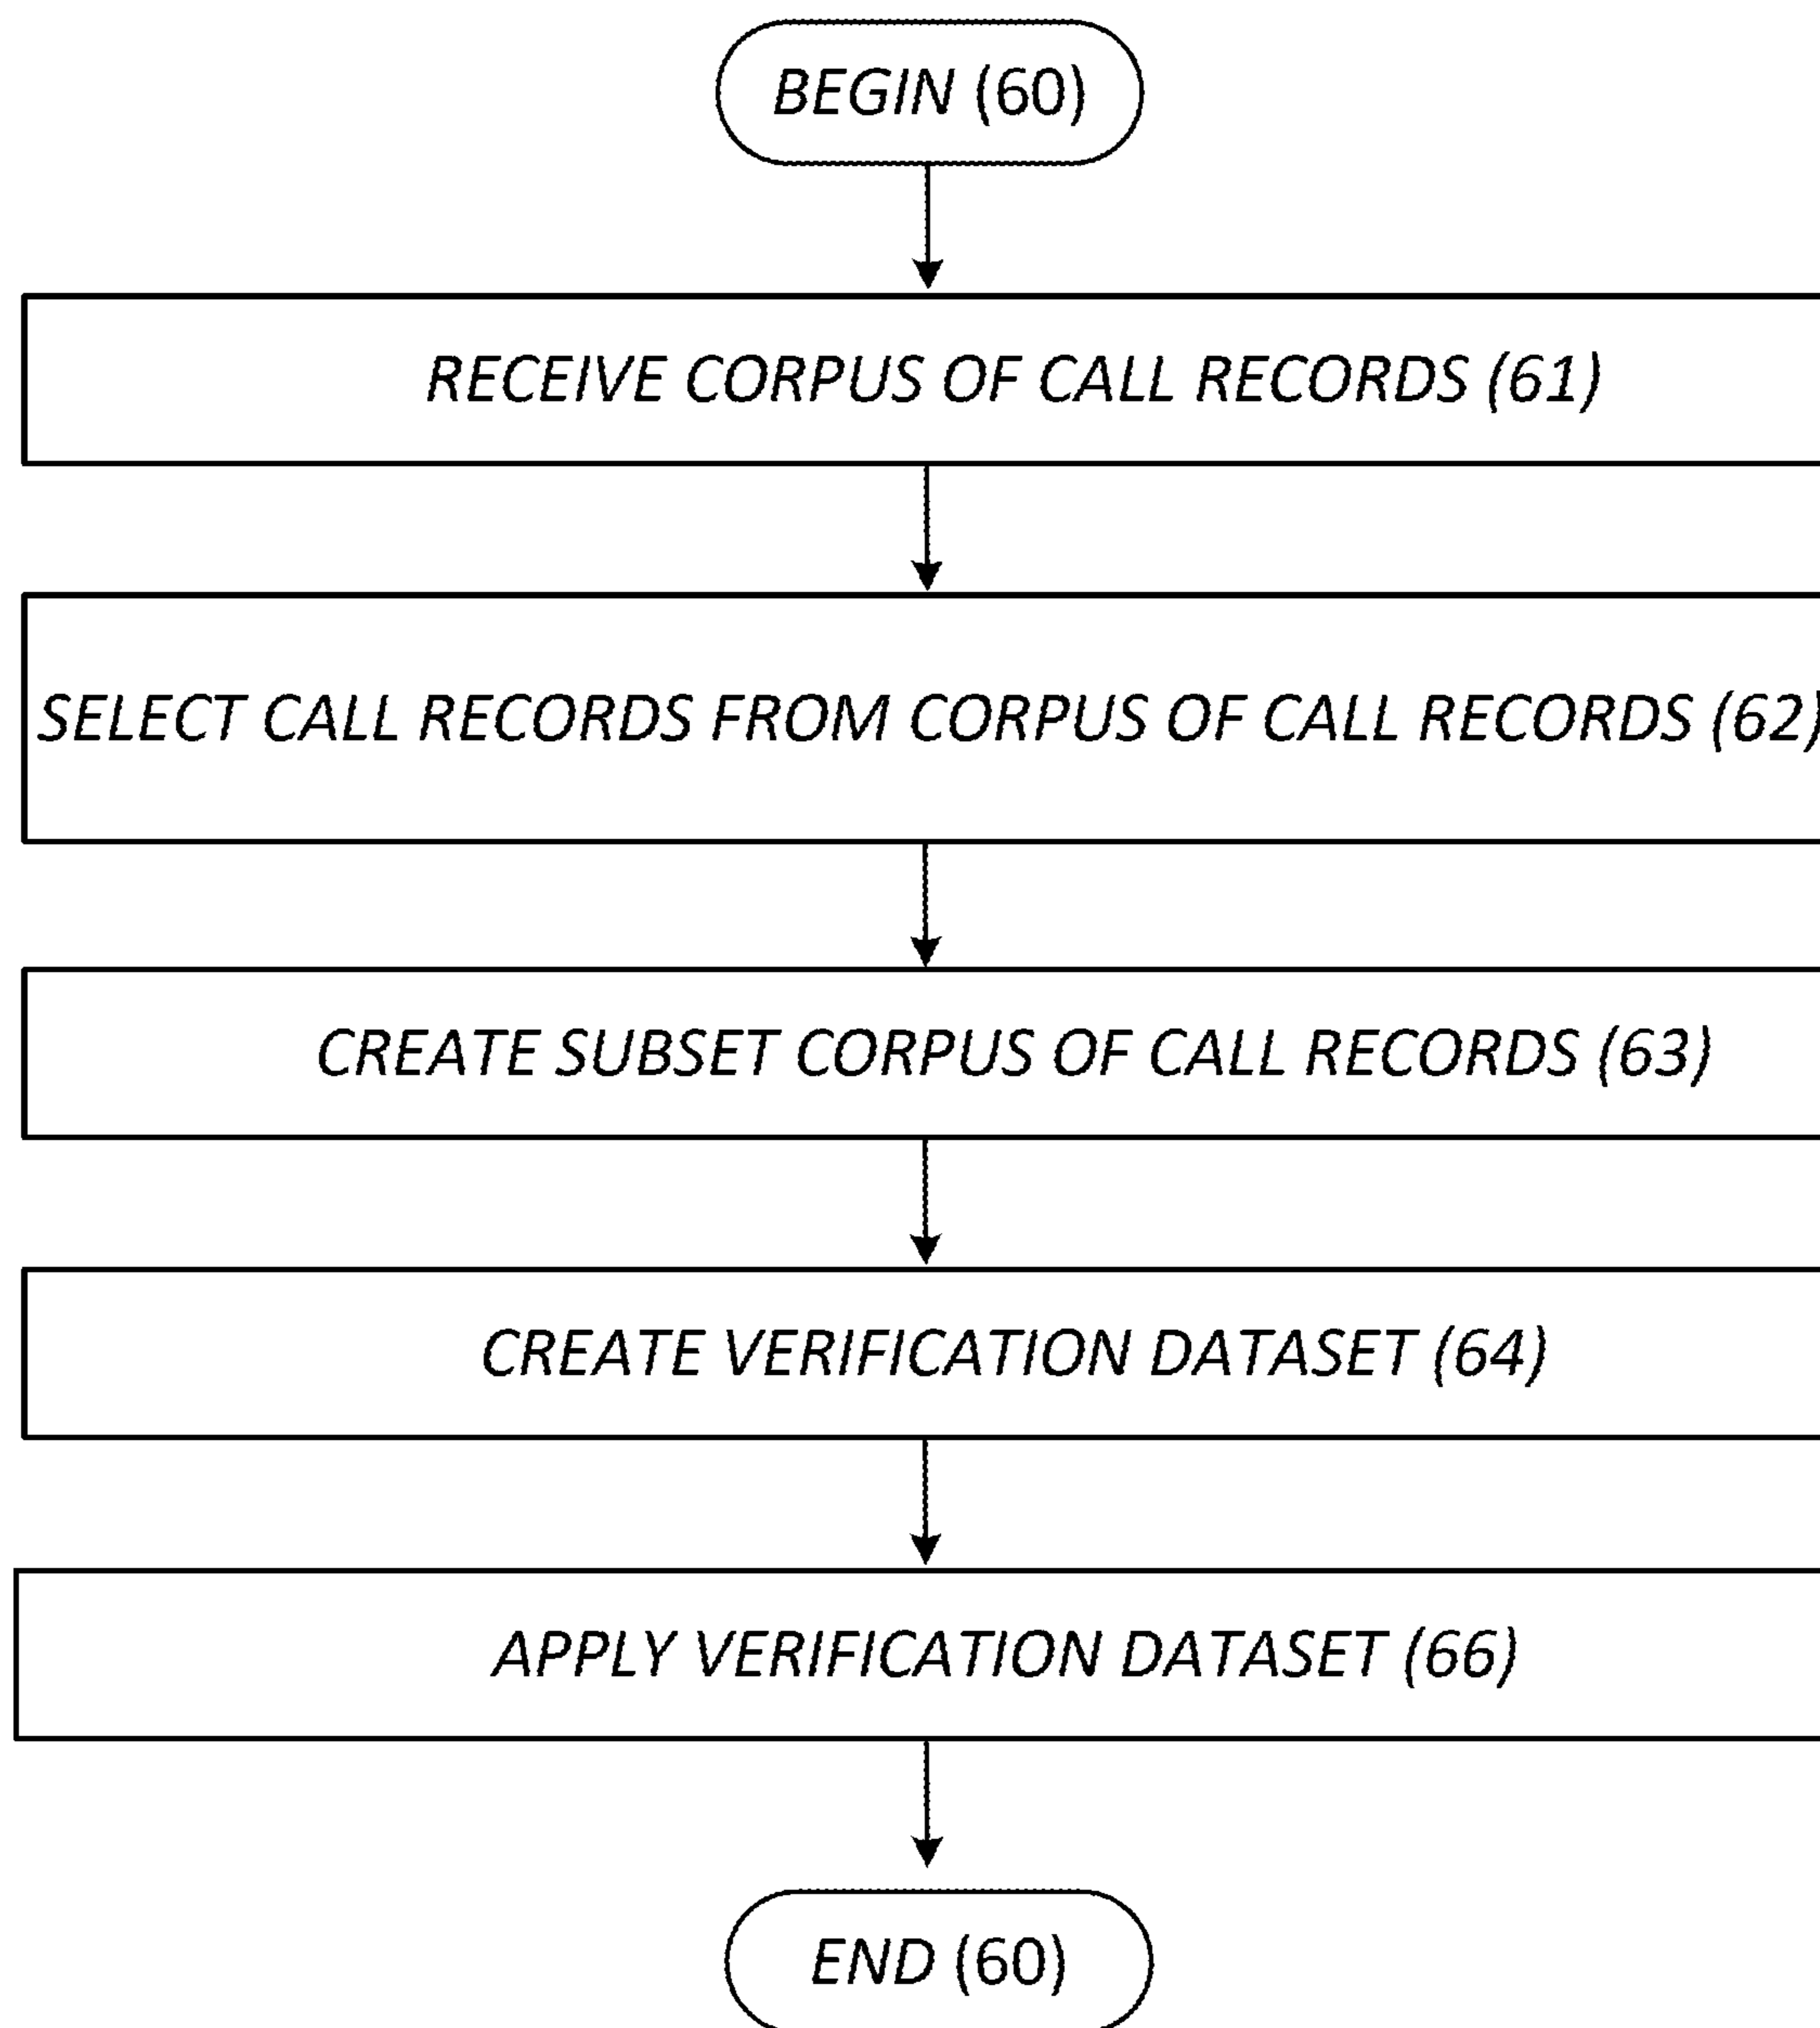 BEGIN (60)
RECEIVE CORPUS OF CALL RECORDS (61)
SELECT CALL RECORDS FROM CORPUS OF CALL RECORDS (62)
CREATE SUBSET CORPUS OF CALL RECORDS (63)
CREATE VERIFICATION DATASET (64)
APPLY VERIFICATION DATASET (66)
END (60)